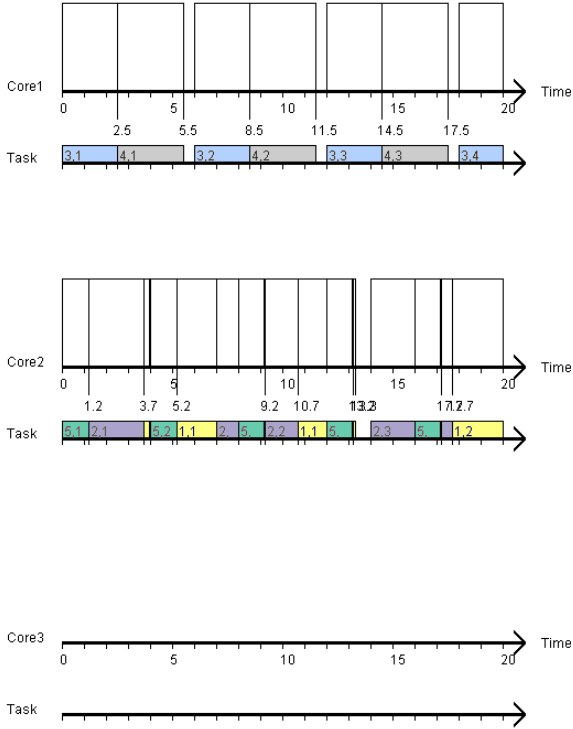 Core1
Time
0 5 10 15 20
2.5 5.5 8.5 11.5 14.5 17.5
Task
3,1 4,1 3,2 4,2 3,3 4,3 3,4
Core2
Time
0 5 10 15 20
1.2 3.7 5.2 9.2 10.7
Task
5,1 2,1 5,2 1,1 2, 5, 2,2 1,1 5, 2,3 5, 1,2
Core3
Time
0 5 10 15 20
Task